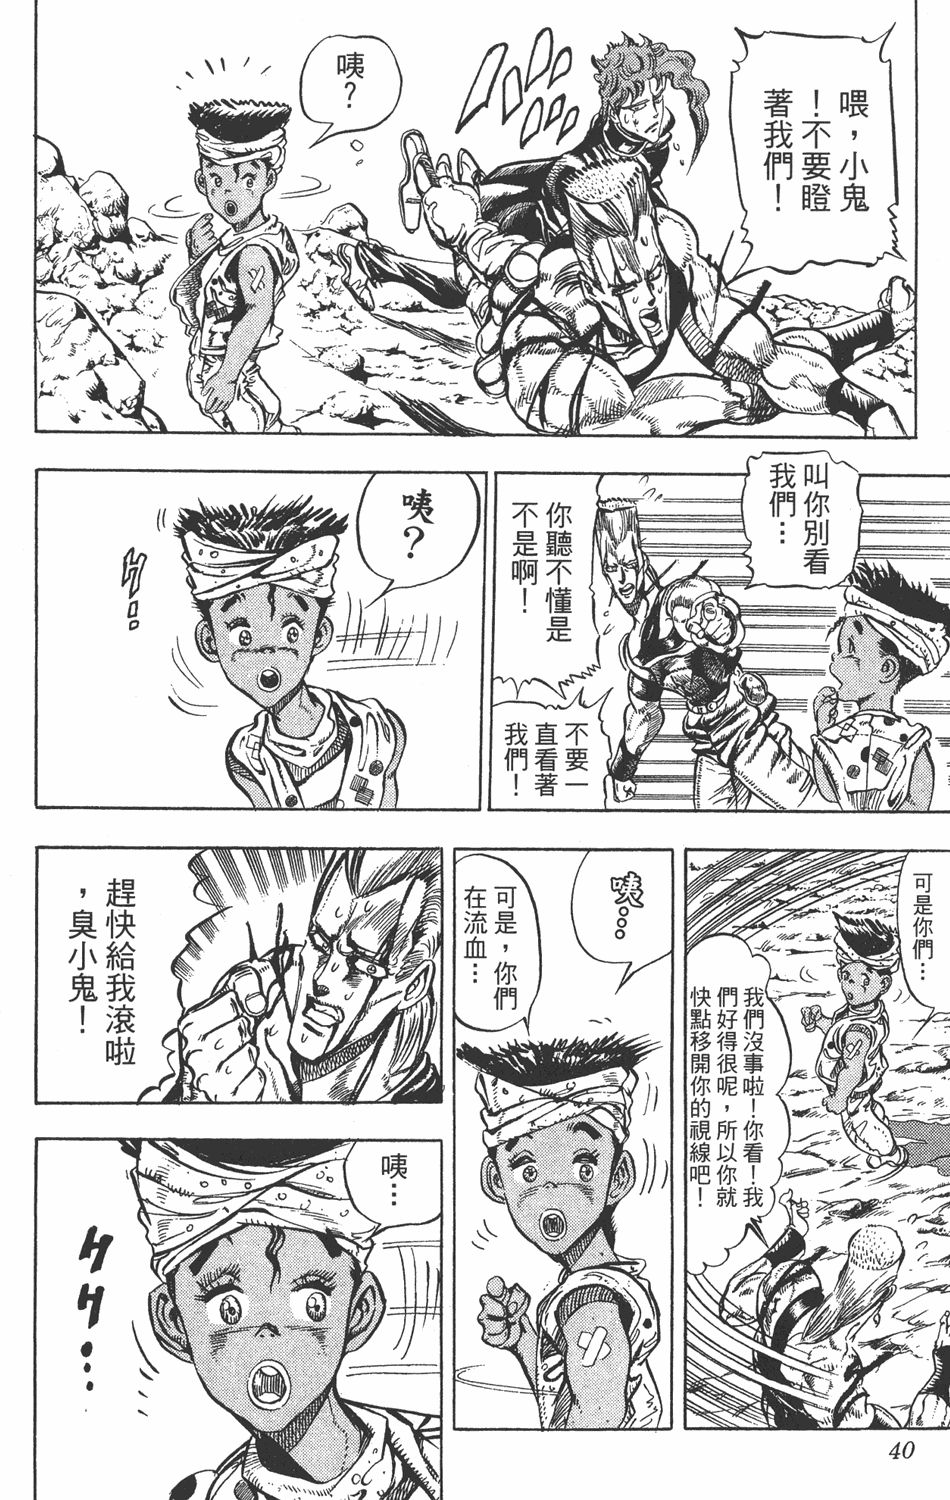 喂，小鬼
！不要瞪
著我們！
咦？
叫你別看
我們…
你聽不懂是
不是啊！
不要一
直看著
我們！
咦？
可是你們…
我們沒事啦！你看！我
們好得很呢，所以你就
快點移開你的視線吧！
咦…
可是，你們
在流血…
趕快給我滾啦
，臭小鬼！
咦…
40